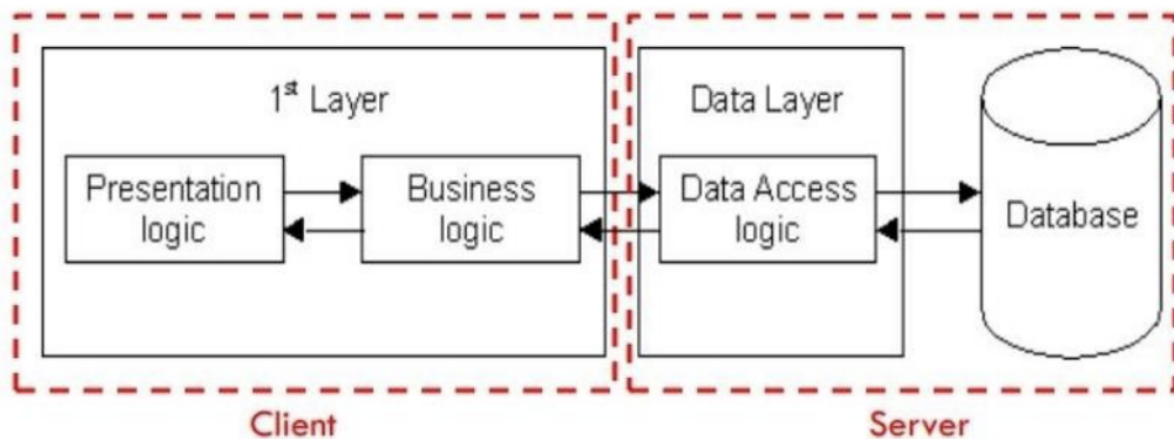 1st Layer
Presentation
logic
Business
logic
Data Layer
Data Access
logic
Database
Client
Server